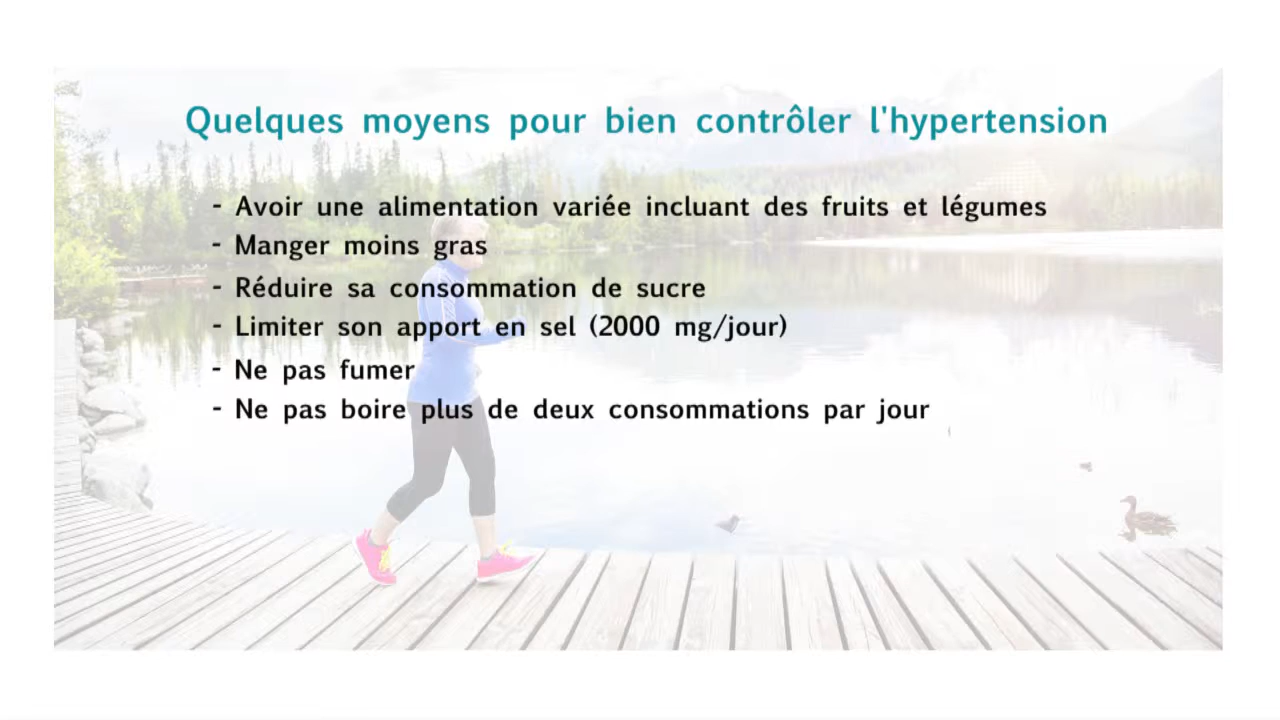 Quelques moyens pour bien contrôler l'hypertension
- Avoir une alimentation variée incluant des fruits et légumes
- Manger moins gras
- Réduire sa consommation de sucre
- Limiter son apport en sel (2000 mg/jour)
- Ne pas fumer
- Ne pas boire plus de deux consommations par jour